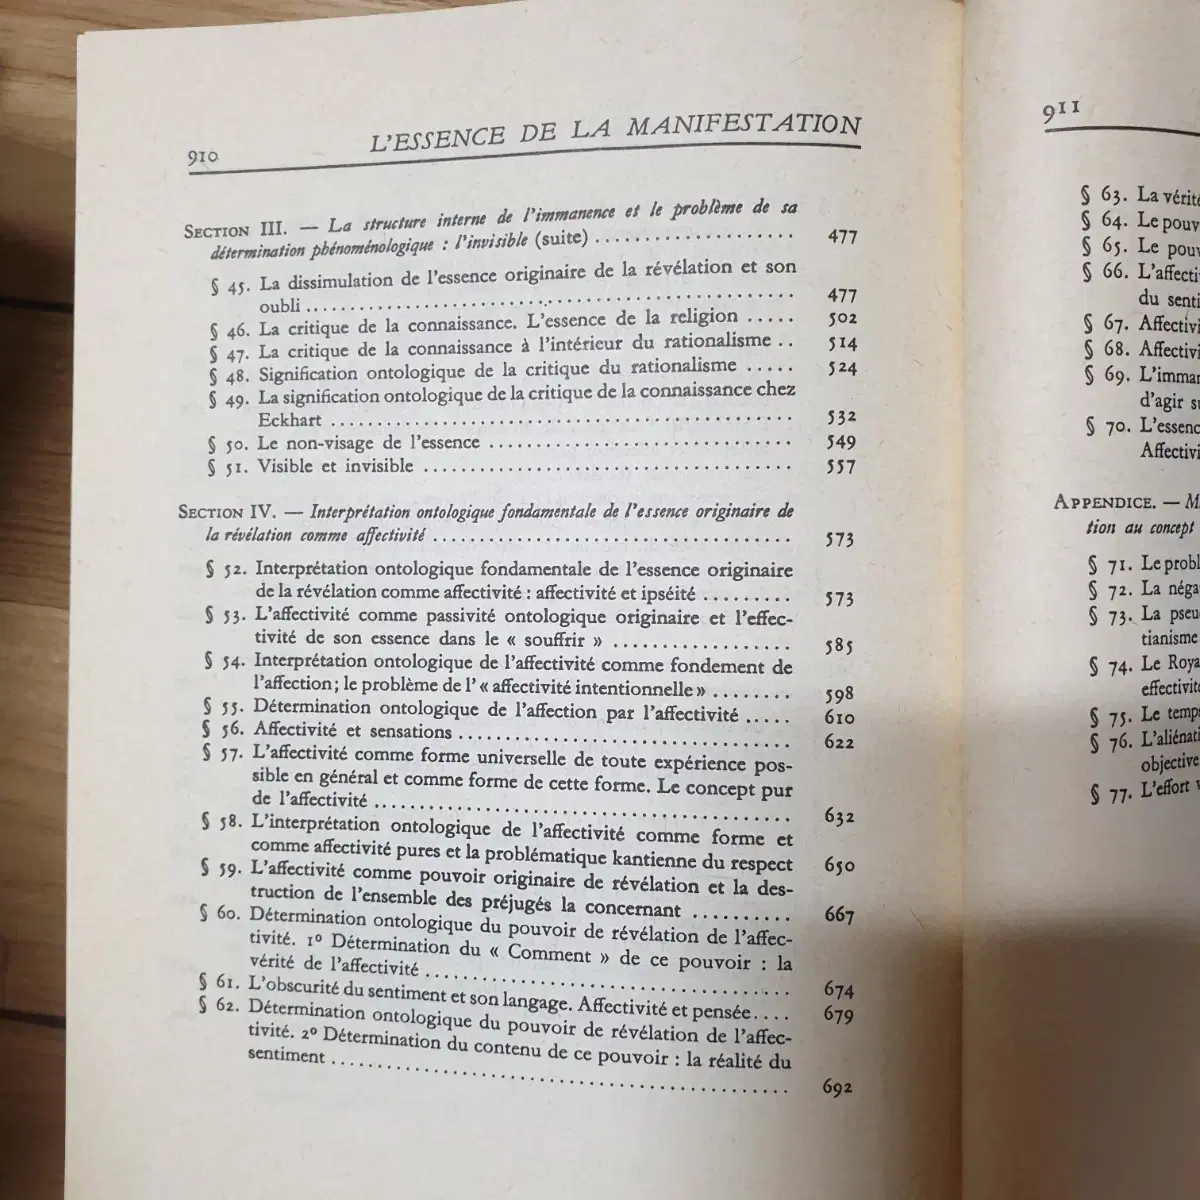 910 L'ESSENCE DE LA MANIFESTATION
SECTION III. — La structure interne de l'immanence et le problème de sa
détermination phénoménologique : l'invisible (suite) .................... 477
§ 45. La dissimulation de l'essence originaire de la révélation et son
oubli .................... 477
§ 46. La critique de la connaissance. L'essence de la religion ..... 502
§ 47. La critique de la connaissance à l'intérieur du rationalisme .. 514
§ 48. Signification ontologique de la critique du rationalisme ..... 524
§ 49. La signification ontologique de la critique de la connaissance chez
Eckhart .................... 532
§ 50. Le non-visage de l'essence .................... 549
§ 51. Visible et invisible .................... 557
SECTION IV. — Interprétation ontologique fondamentale de l'essence originaire de
la révélation comme affectivité .................... 573
§ 52. Interprétation ontologique fondamentale de l'essence originaire
de la révélation comme affectivité : affectivité et ipséité ......... 573
§ 53. L'affectivité comme passivité ontologique originaire et l'effec-
tivité de son essence dans le « souffrir » .................. 585
§ 54. Interprétation ontologique de l'affectivité comme fondement de
l'affection; le problème de l' « affectivité intentionnelle » ........ 598
§ 55. Détermination ontologique de l'affection par l'affectivité ..... 610
§ 56. Affectivité et sensations .................... 622
§ 57. L'affectivité comme forme universelle de toute expérience pos-
sible en général et comme forme de cette forme. Le concept pur
de l'affectivité .................... 632
§ 58. L'interprétation ontologique de l'affectivité comme forme et
comme affectivité pures et la problématique kantienne du respect 650
§ 59. L'affectivité comme pouvoir originaire de révélation et la des-
truction de l'ensemble des préjugés la concernant .......... 667
§ 60. Détermination ontologique du pouvoir de révélation de l'affec-
tivité. 1º Détermination du « Comment » de ce pouvoir : la
vérité de l'affectivité .................... 674
§ 61. L'obscurité du sentiment et son langage. Affectivité et pensée.... 679
§ 62. Détermination ontologique du pouvoir de révélation de l'affec-
tivité. 2º Détermination du contenu de ce pouvoir : la réalité du
sentiment .................... 692
911
§ 63. La vérité
§ 64. Le pouv
§ 65. Le pouv
§ 66. L'affecti
du senti
§ 67. Affectivi
§ 68. Affectivi
§ 69. L'imman
d'agir su
§ 70. L'essenc
Affectivi
APPENDICE. —
tion au concept
§ 71. Le probl
§ 72. La néga
§ 73. La pseu
tianisme
§ 74. Le Roya
effectivité
§ 75. Le temps
§ 76. L'aliénati
objective
§ 77. L'effort